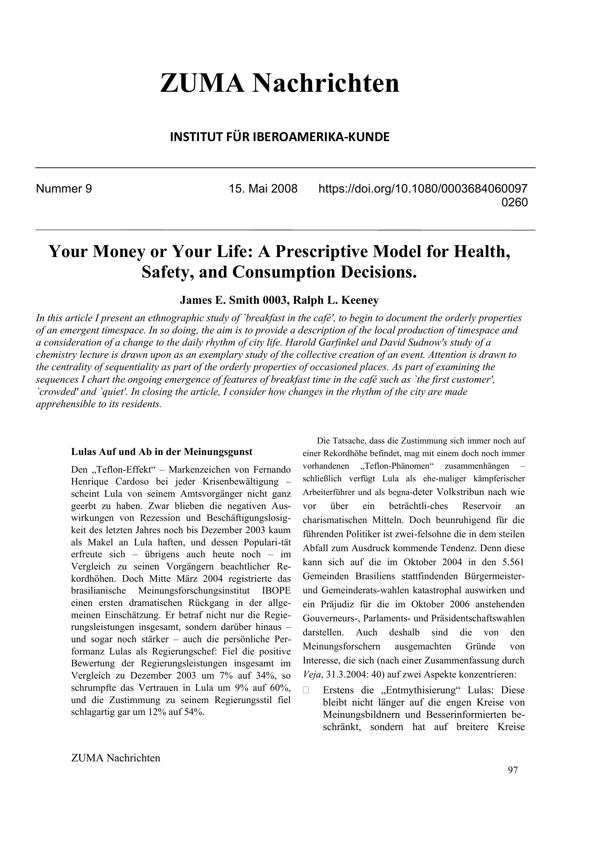 ZUMA Nachrichten
INSTITUT FÜR IBEROAMERIKA-KUNDE
Nummer 9
15. Mai 2008
https://doi.org/10.1080/0003684060097
0260
Your Money or Your Life: A Prescriptive Model for Health,
Safety, and Consumption Decisions.
James E. Smith 0003, Ralph L. Keeney
In this article I present an ethnographic study of `breakfast in the café', to begin to document the orderly properties
of an emergent timespace. In so doing, the aim is to provide a description of the local production of timespace and
a consideration of a change to the daily rhythm of city life. Harold Garfinkel and David Sudnow's study of a
chemistry lecture is drawn upon as an exemplary study of the collective creation of an event. Attention is drawn to
the centrality of sequentiality as part of the orderly properties of occasioned places. As part of examining the
sequences I chart the ongoing emergence of features of breakfast time in the café such as `the first customer',
`crowded' and `quiet'. In closing the article, I consider how changes in the rhythm of the city are made
apprehensible to its residents.
Lulas Auf und Ab in der Meinungsgunst
Den „Teflon-Effekt“ – Markenzeichen von Fernando
Henrique Cardoso bei jeder Krisenbewältigung –
scheint Lula von seinem Amtsvorgänger nicht ganz
geerbt zu haben. Zwar blieben die negativen Aus-
wirkungen von Rezession und Beschäftigungslosig-
keit des letzten Jahres noch bis Dezember 2003 kaum
als Makel an Lula haften, und dessen Populari-tät
erfreute sich – übrigens auch heute noch – im
Vergleich zu seinen Vorgängern beachtlicher Re-
kordhöhen. Doch Mitte März 2004 registrierte das
brasilianische Meinungsforschungsinstitut IBOPE
einen ersten dramatischen Rückgang in der allge-
meinen Einschätzung. Er betraf nicht nur die Regie-
rungsleistungen insgesamt, sondern darüber hinaus –
und sogar noch stärker – auch die persönliche Per-
formanz Lulas als Regierungschef: Fiel die positive
Bewertung der Regierungsleistungen insgesamt im
Vergleich zu Dezember 2003 um 7% auf 34%, so
schrumpfte das Vertrauen in Lula um 9% auf 60%,
und die Zustimmung zu seinem Regierungsstil fiel
schlagartig gar um 12% auf 54%.
Die Tatsache, dass die Zustimmung sich immer noch auf
einer Rekordhöhe befindet, mag mit einem doch noch immer
vorhandenen „Teflon-Phänomen“ zusammenhängen –
schließlich verfügt Lula als ehe-maliger kämpferischer
Arbeiterführer und als begna-deter Volkstribun nach wie
vor über ein beträchtli-ches Reservoir an
charismatischen Mitteln. Doch beunruhigend für die
führenden Politiker ist zwei-felsohne die in dem steilen
Abfall zum Ausdruck kommende Tendenz. Denn diese
kann sich auf die im Oktober 2004 in den 5.561
Gemeinden Brasiliens stattfindenden Bürgermeister-
und Gemeinderats-wahlen katastrophal auswirken und
ein Präjudiz für die im Oktober 2006 anstehenden
Gouverneurs-, Parlaments- und Präsidentschaftswahlen
darstellen. Auch deshalb sind die von den
Meinungsforschern ausgemachten Gründe von
Interesse, die sich (nach einer Zusammenfassung durch
Veja, 31.3.2004: 40) auf zwei Aspekte konzentrieren:
□ Erstens die „Entmythisierung“ Lulas: Diese
bleibt nicht länger auf die engen Kreise von
Meinungsbildnern und Besserinformierten be-
schränkt, sondern hat auf breitere Kreise
ZUMA Nachrichten
97